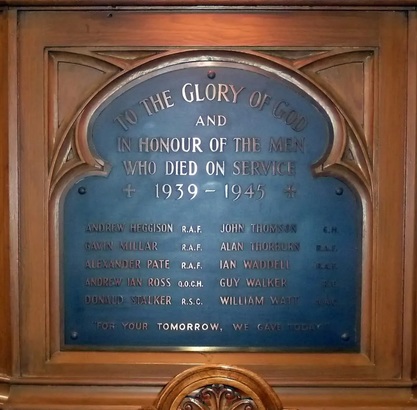 TO THE GLORY OF GOD
AND
IN HONOUR OF THE MEN
WHO DIED ON SERVICE
1939 - 1945
ANDREW HEGGISON R.A.F. JOHN THOMSON
GAVIN MILLAR R.A.F. ALAN THORBURN R.A.F.
ALEXANDER PATE R.A.F. IAN WADDELL R.A.F.
ANDREW IAN ROSS Q.O.C.H. GUY WALKER
DONALD STALKER R.S.C. WILLIAM WATT
FOR YOUR TOMORROW, WE GAVE TODAY